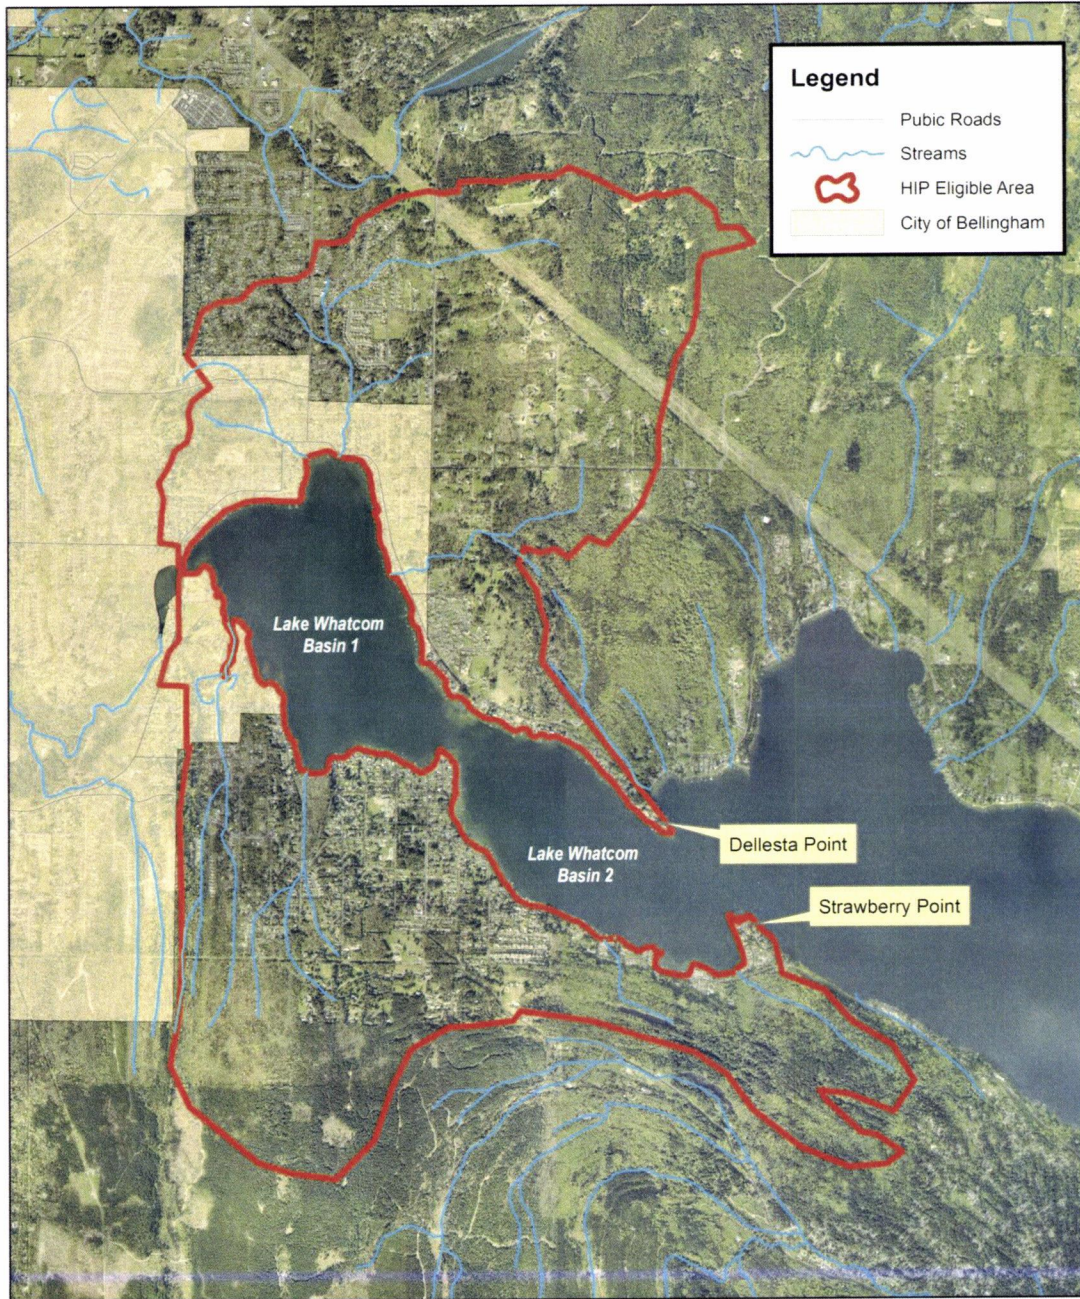 Legend
Pubic Roads
Streams
HIP Eligible Area
City of Bellingham
Lake Whatcom
Basin 1
Dellesta Point
Lake Whatcom
Basin 2
Strawberry Point